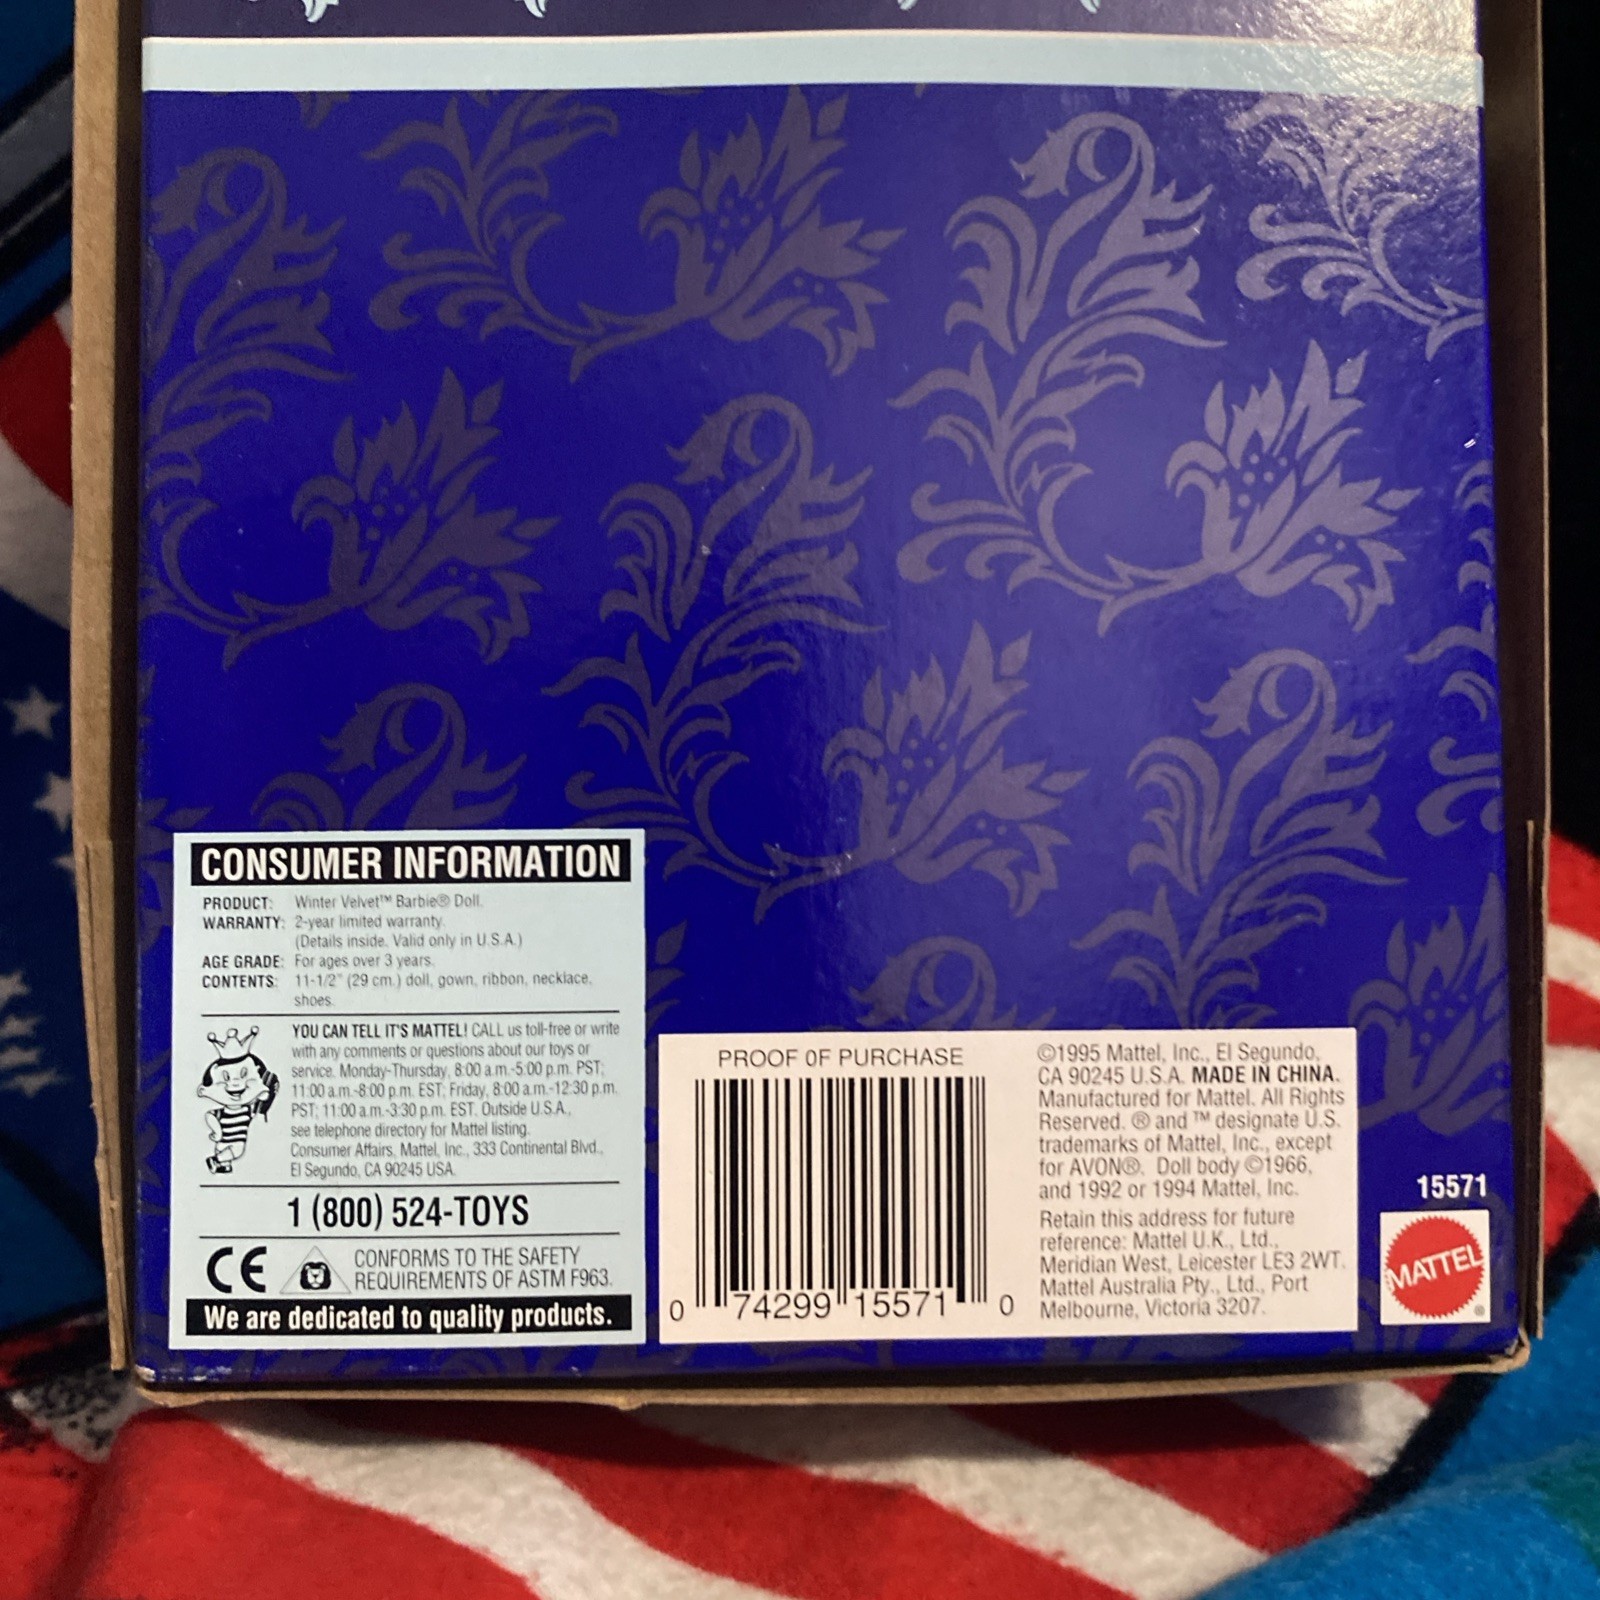 CONSUMER INFORMATION
PRODUCT: Winter Velvet™ Barbie® Doll.
WARRANTY: 2-year limited warranty.
(Details inside. Valid only in U.S.A.)
AGE GRADE: For ages over 3 years.
CONTENTS: 11-1/2" (29 cm.) doll, gown, ribbon, necklace,
shoes.
YOU CAN TELL IT'S MATTEL! CALL us toll-free or write
with any comments or questions about our toys or
service. Monday-Thursday, 8:00 a.m.-5:00 p.m. PST;
11:00 a.m.-8:00 p.m. EST; Friday, 8:00 a.m.-12:30 p.m.
PST; 11:00 a.m.-3:30 p.m. EST. Outside U.S.A.,
see telephone directory for Mattel listing.
Consumer Affairs, Mattel, Inc., 333 Continental Blvd.,
El Segundo, CA 90245 USA.
1 (800) 524-TOYS
CE
CONFORMS TO THE SAFETY
REQUIREMENTS OF ASTM F963.
We are dedicated to quality products.
PROOF OF PURCHASE
0 74299 15571 0
©1995 Mattel, Inc., El Segundo,
CA 90245 U.S.A. MADE IN CHINA.
Manufactured for Mattel. All Rights
Reserved. ® and ™ designate U.S.
trademarks of Mattel, Inc., except
for AVON®. Doll body ©1966,
and 1992 or 1994 Mattel, Inc.
Retain this address for future
reference: Mattel U.K., Ltd.,
Meridian West, Leicester LE3 2WT.
Mattel Australia Pty., Ltd., Port
Melbourne, Victoria 3207.
15571
MATTEL
®